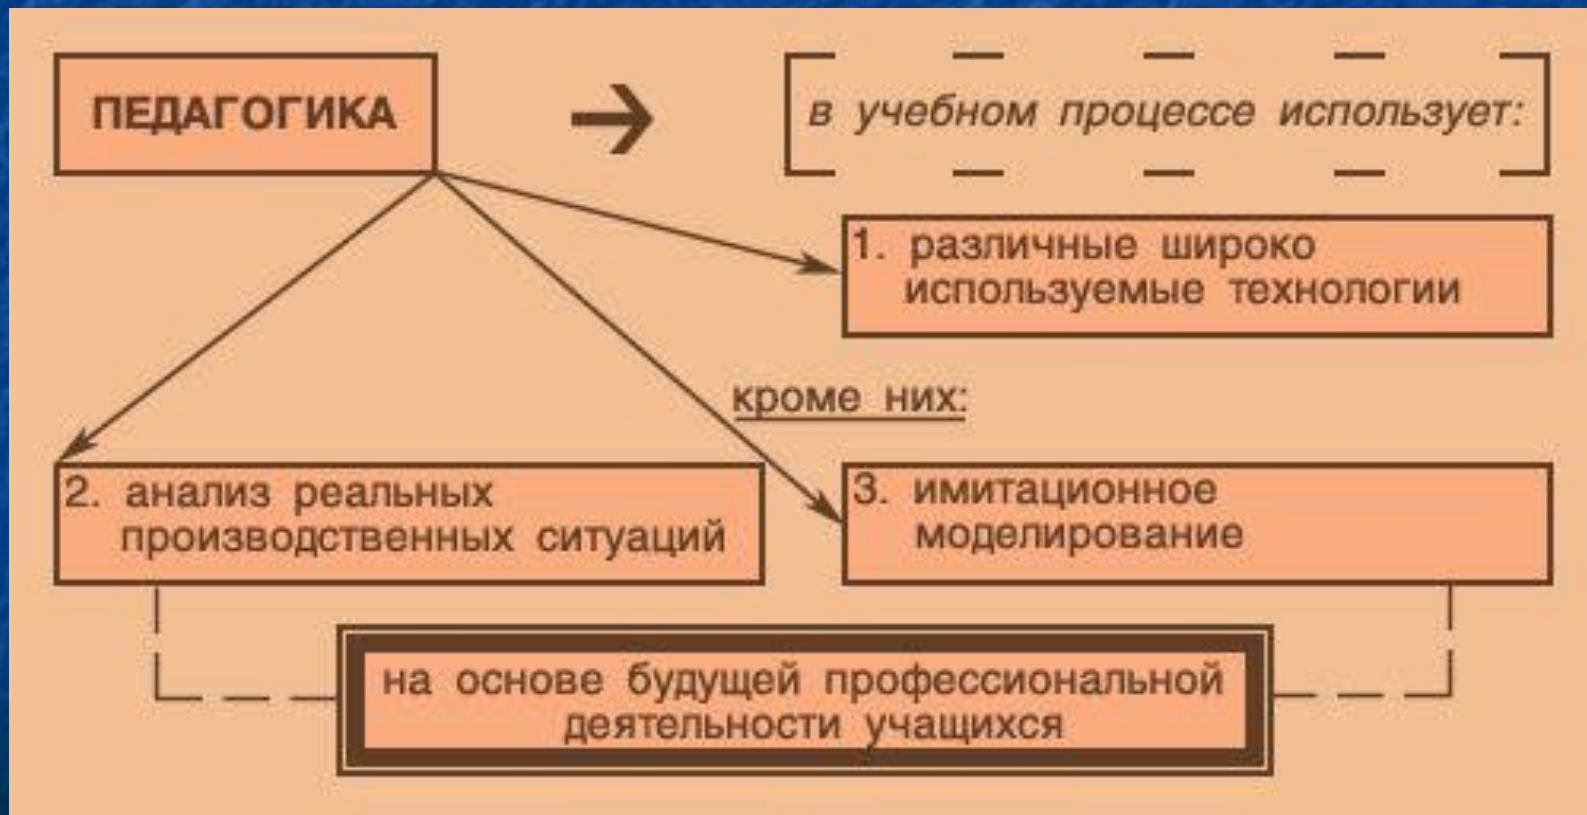 ПЕДАГОГИКА
в учебном процессе использует:
1. различные широко
используемые технологии
кроме них:
2. анализ реальных
производственных ситуаций
3. имитационное
моделирование
на основе будущей профессиональной
деятельности учащихся